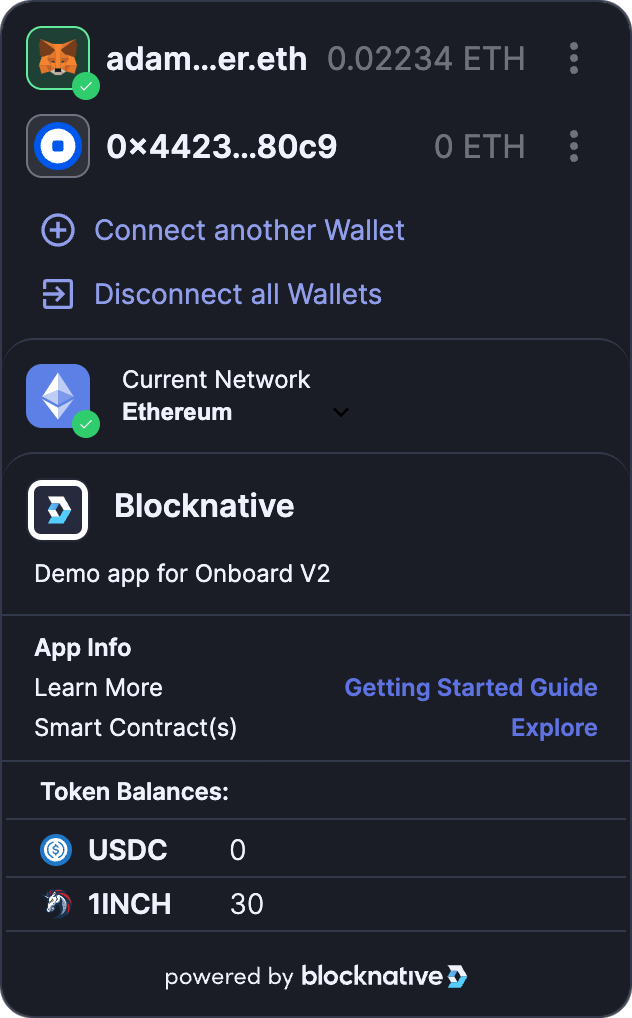 adam...er.eth 0.02234 ETH
0×4423...80c9 0 ETH
Connect another Wallet
Disconnect all Wallets
Current Network
Ethereum
Blocknative
Demo app for Onboard V2
App Info
Learn More Getting Started Guide
Smart Contract(s) Explore
Token Balances:
USDC 0
1INCH 30
powered by blocknative